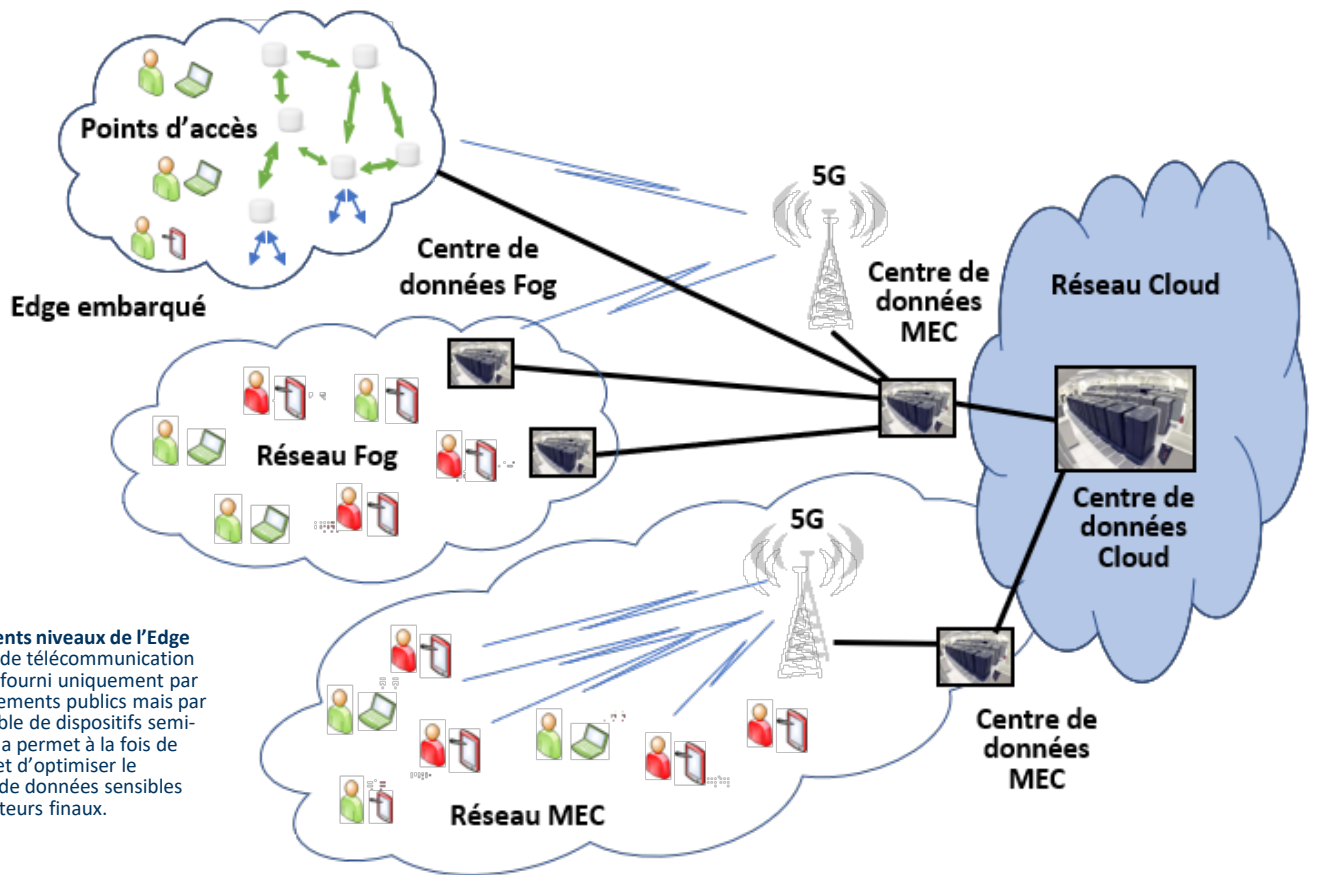 Points d'accès
5G
Centre de
données Fog
Centre de
données
MEC
Réseau Cloud
Edge embarqué
Réseau Fog
Centre de
données
Cloud
5G
ents niveaux de l'Edge
de télécommunication
fourni uniquement par
ements publics mais par
ble de dispositifs semi-
a permet à la fois de
et d'optimiser le
de données sensibles
teurs finaux.
Centre de
données
MEC
Réseau MEC